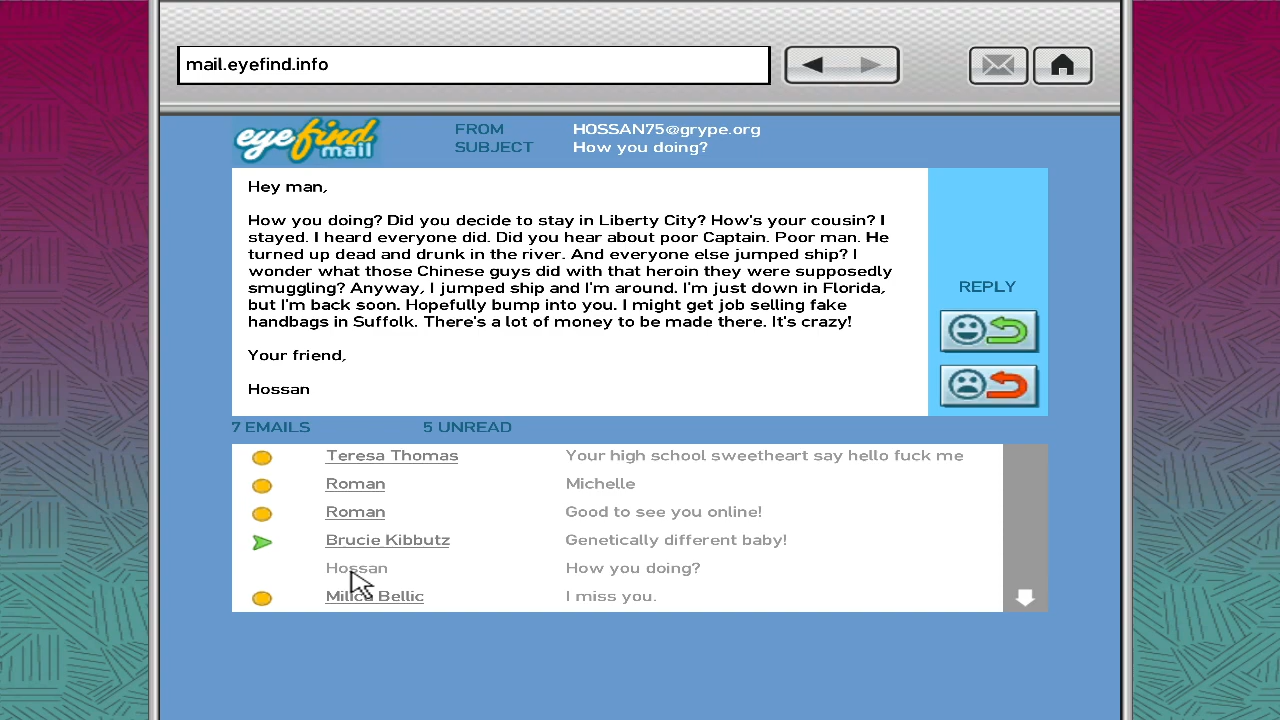 mail.eyefind.info
eyefind mail
FROM HOSSAN75@grype.org
SUBJECT How you doing?
Hey man,
How you doing? Did you decide to stay in Liberty City? How's your cousin? I
stayed. I heard everyone did. Did you hear about poor Captain. Poor man. He
turned up dead and drunk in the river. And everyone else jumped ship? I
wonder what those Chinese guys did with that heroin they were supposedly
smuggling? Anyway, I jumped ship and I'm around. I'm just down in Florida,
but I'm back soon. Hopefully bump into you. I might get job selling fake
handbags in Suffolk. There's a lot of money to be made there. It's crazy!
Your friend,
Hossan
REPLY
7 EMAILS 5 UNREAD
Teresa Thomas Your high school sweetheart say hello fuck me
Roman Michelle
Roman Good to see you online!
Brucie Kibbutz Genetically different baby!
Hossan How you doing?
Milica Bellic I miss you.